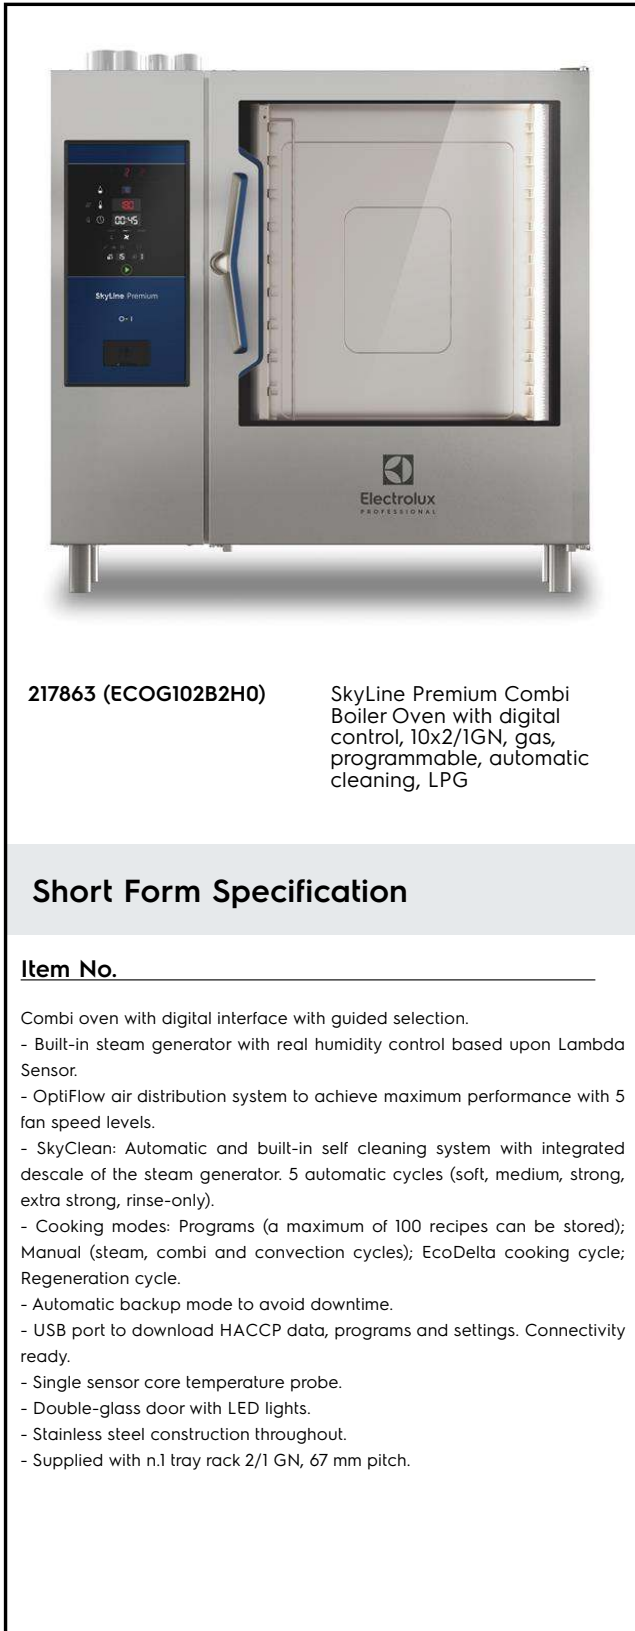 180
00:45
SkyLine Premium
O-I
Electrolux
PROFESSIONAL
217863 (ECOG102B2H0)
SkyLine Premium Combi
Boiler Oven with digital
control, 10x2/1GN, gas,
programmable, automatic
cleaning, LPG
Short Form Specification
Item No.
Combi oven with digital interface with guided selection.
- Built-in steam generator with real humidity control based upon Lambda
Sensor.
- OptiFlow air distribution system to achieve maximum performance with 5
fan speed levels.
- SkyClean: Automatic and built-in self cleaning system with integrated
descale of the steam generator. 5 automatic cycles (soft, medium, strong,
extra strong, rinse-only).
- Cooking modes: Programs (a maximum of 100 recipes can be stored);
Manual (steam, combi and convection cycles); EcoDelta cooking cycle;
Regeneration cycle.
- Automatic backup mode to avoid downtime.
- USB port to download HACCP data, programs and settings. Connectivity
ready.
- Single sensor core temperature probe.
- Double-glass door with LED lights.
- Stainless steel construction throughout.
- Supplied with n.1 tray rack 2/1 GN, 67 mm pitch.